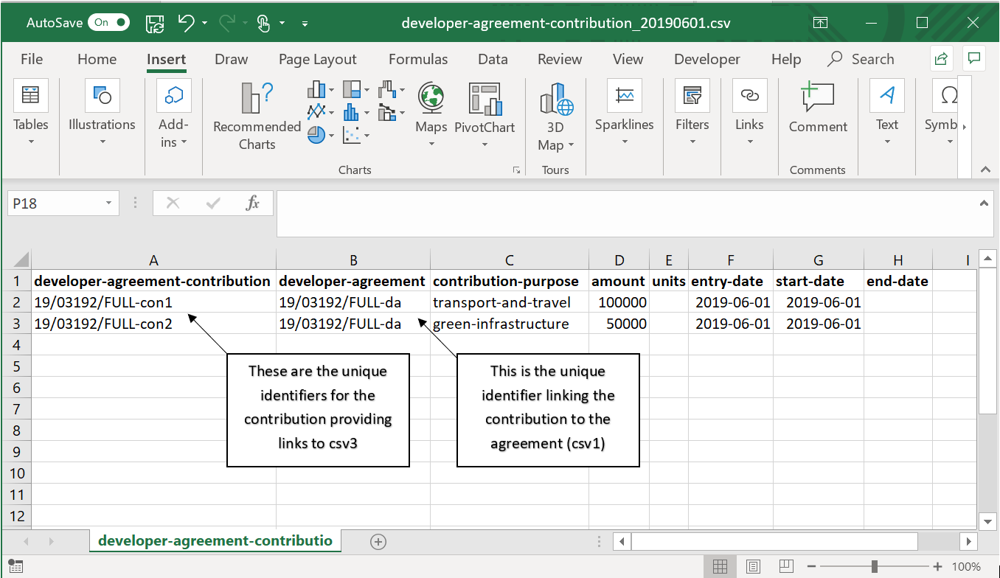 AutoSave On developer-agreement-contribution_20190601.csv
File Home Insert Draw Page Layout Formulas Data Review View Developer Help Search
Tables
Illustrations
Add-
ins
Recommended
Charts
Maps
PivotChart
3D
Map
Sparklines
Filters
Links
Comment
Text
Symb
Charts Tours Comments
P18 fx
A B C D E F G H I
1 developer-agreement-contribution developer-agreement contribution-purpose amount units entry-date start-date end-date
2 19/03192/FULL-con1 19/03192/FULL-da transport-and-travel 100000 2019-06-01 2019-06-01
3 19/03192/FULL-con2 19/03192/FULL-da green-infrastructure 50000 2019-06-01 2019-06-01
4
5
6
7
8
9
10
11
12
These are the unique
identifiers for the
contribution providing
links to csv3
This is the unique
identifier linking the
contribution to the
agreement (csv1)
developer-agreement-contributio
100%